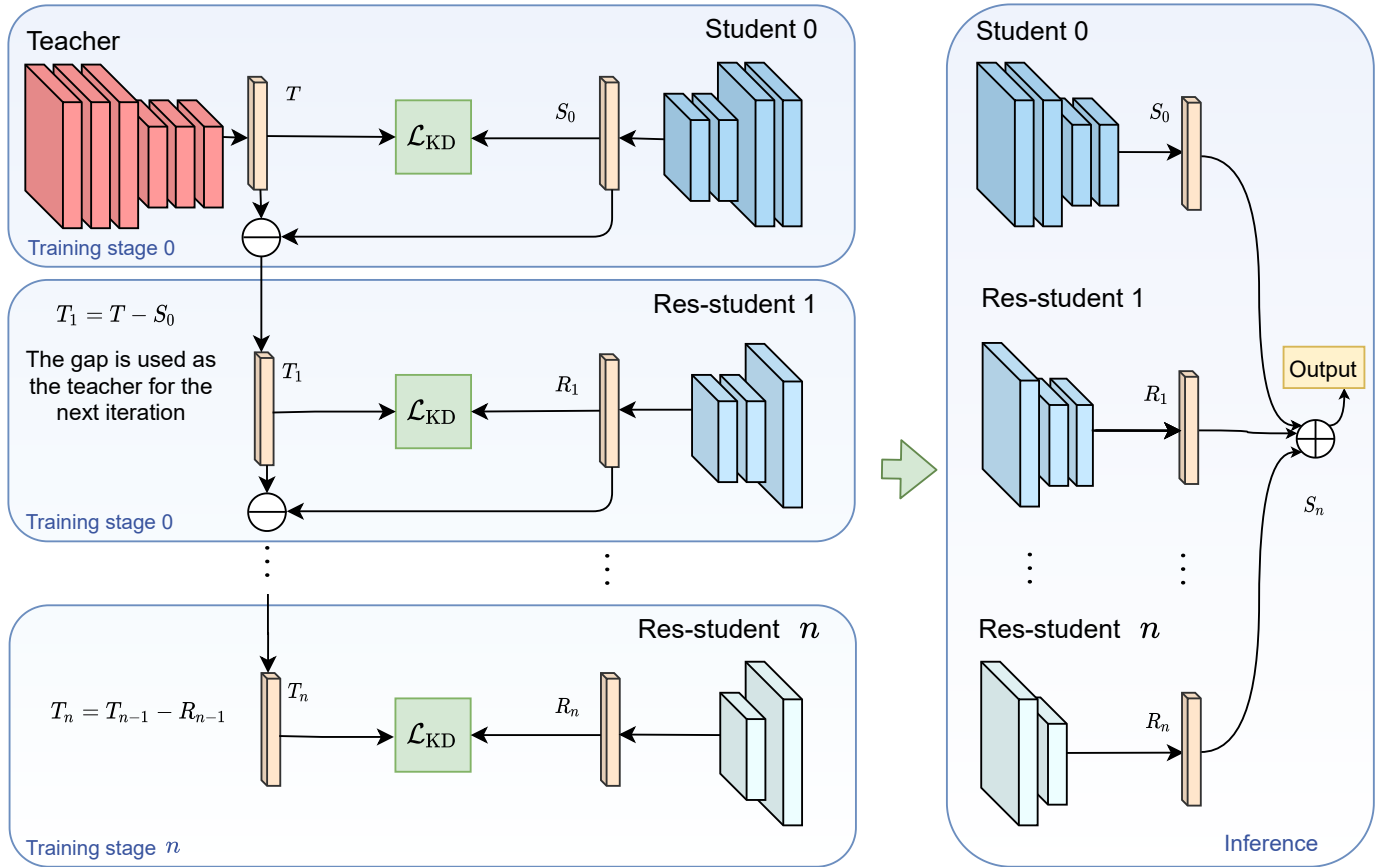 Teacher
Student 0
T
S_0
ℒ_KD
Training stage 0
Res-student 1
T_1 = T − S_0
The gap is used as
the teacher for the
next iteration
T_1
ℒ_KD
R_1
Training stage 0
⋮
⋮
Res-student n
T_n = T_{n−1} − R_{n−1}
T_n
ℒ_KD
R_n
Training stage n
Student 0
S_0
Res-student 1
R_1
Output
S_n
⋮
⋮
Res-student n
R_n
Inference